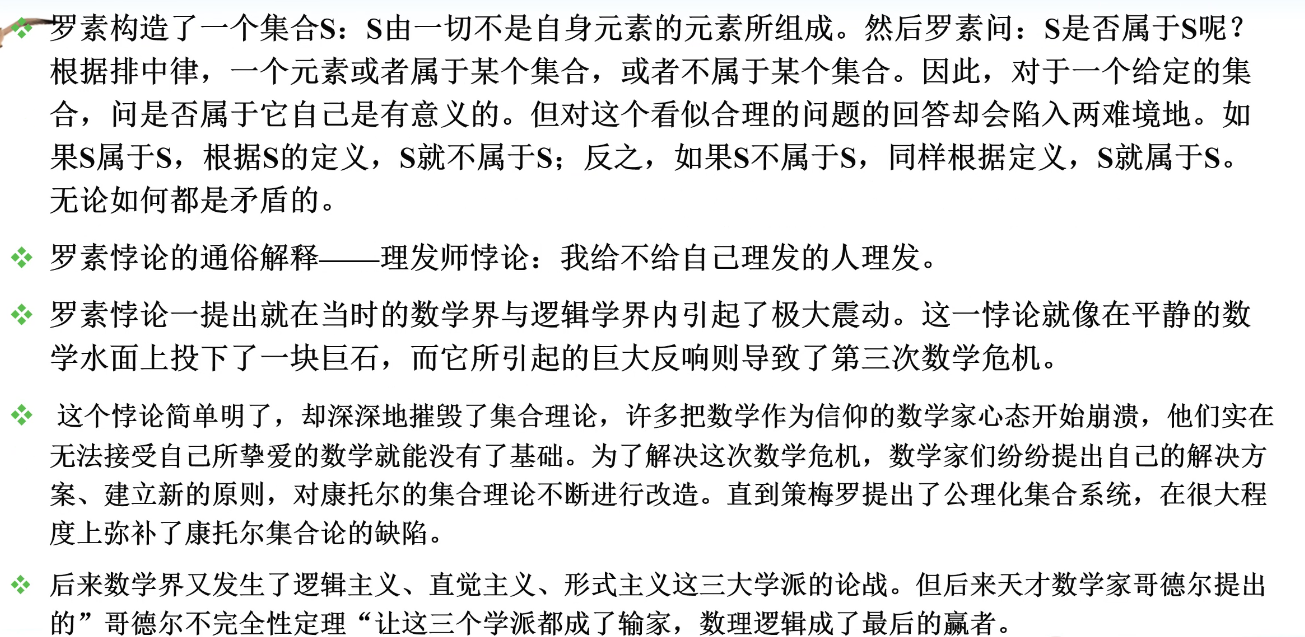 罗素构造了一个集合S：S由一切不是自身元素的元素所组成。然后罗素问：S是否属于S呢？
根据排中律，一个元素或者属于某个集合，或者不属于某个集合。因此，对于一个给定的集
合，问是否属于它自己是有意义的。但对这个看似合理的问题的回答却会陷入两难境地。如
果S属于S，根据S的定义，S就不属于S；反之，如果S不属于S，同样根据定义，S就属于S。
无论如何都是矛盾的。
罗素悖论的通俗解释——理发师悖论：我给不给自己理发的人理发。
罗素悖论一提出就在当时的数学界与逻辑学界内引起了极大震动。这一悖论就像在平静的数
学水面上投下了一块巨石，而它所引起的巨大反响则导致了第三次数学危机。
这个悖论简单明了，却深深地摧毁了集合理论，许多把数学作为信仰的数学家心态开始崩溃，他们实在
无法接受自己所挚爱的数学就能没有了基础。为了解决这次数学危机，数学家们纷纷提出自己的解决方
案、建立新的原则，对康托尔的集合理论不断进行改造。直到策梅罗提出了公理化集合系统，在很大程
度上弥补了康托尔集合论的缺陷。
后来数学界又发生了逻辑主义、直觉主义、形式主义这三大学派的论战。但后来天才数学家哥德尔提出
的”哥德尔不完全性定理“让这三个学派都成了输家，数理逻辑成了最后的赢者。